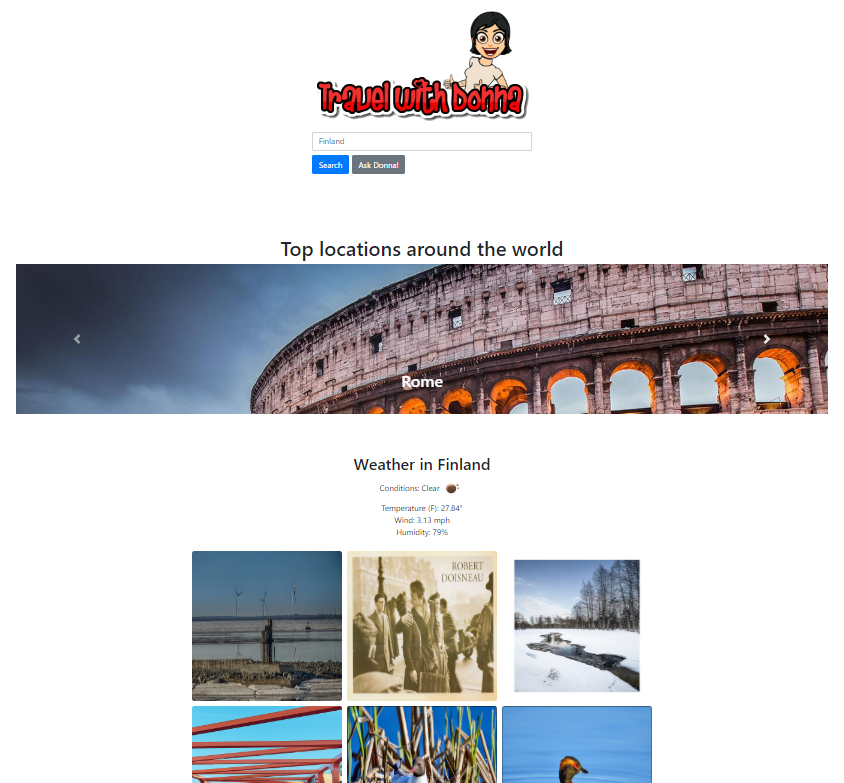 Travel with Donna
Finland
Search
Ask Donna!
Top locations around the world
Rome
Weather in Finland
Conditions: Clear
Temperature (F): 27.84°
Wind: 3.13 mph
Humidity: 79%
ROBERT
DOISNEAU